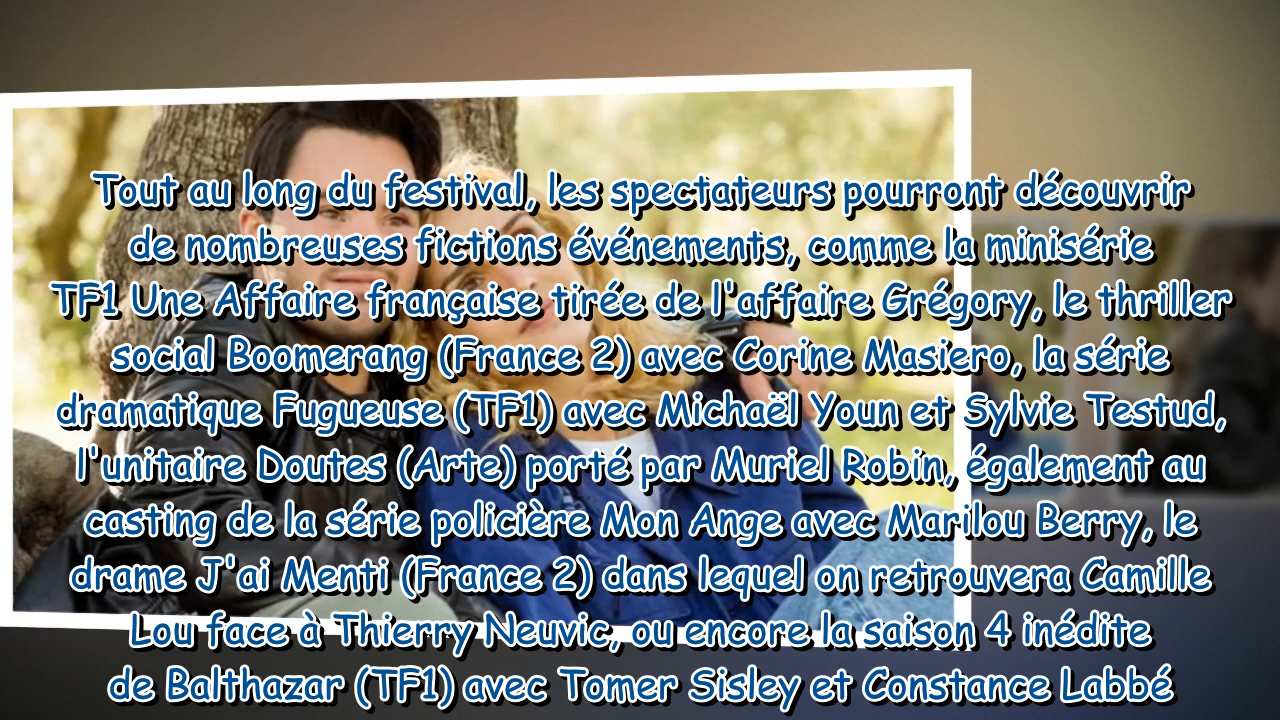 Tout au long du festival, les spectateurs pourront découvrir
de nombreuses fictions événements, comme la minisérie
TF1 Une Affaire française tirée de l'affaire Grégory, le thriller
social Boomerang (France 2) avec Corine Masiero, la série
dramatique Fugueuse (TF1) avec Michaël Youn et Sylvie Testud,
l'unitaire Doutes (Arte) porté par Muriel Robin, également au
casting de la série policière Mon Ange avec Marilou Berry, le
drame J'ai Menti (France 2) dans lequel on retrouvera Camille
Lou face à Thierry Neuvic, ou encore la saison 4 inédite
de Balthazar (TF1) avec Tomer Sisley et Constance Labbé